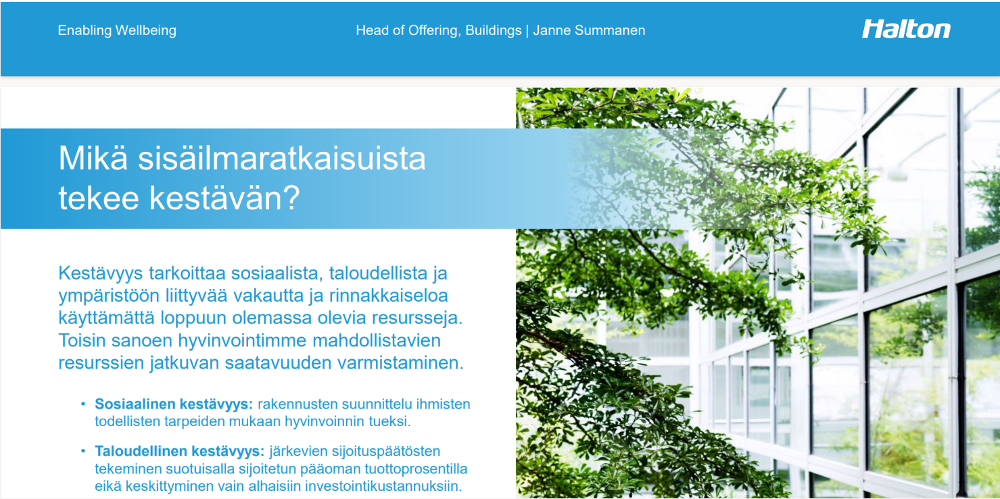 Enabling Wellbeing
Head of Offering, Buildings | Janne Summanen
Halton
Mikä sisäilmaratkaisuista
tekee kestävän?
Kestävyys tarkoittaa sosiaalista, taloudellista ja
ympäristöön liittyvää vakautta ja rinnakkaiseloa
käyttämättä loppuun olemassa olevia resursseja.
Toisin sanoen hyvinvointimme mahdollistavien
resurssien jatkuvan saatavuuden varmistaminen.
• Sosiaalinen kestävyys: rakennusten suunnittelu ihmisten
todellisten tarpeiden mukaan hyvinvoinnin tueksi.
• Taloudellinen kestävyys: järkevien sijoituspäätösten
tekeminen suotuisalla sijoitetun pääoman tuottoprosentilla
eikä keskittyminen vain alhaisiin investointikustannuksiin.